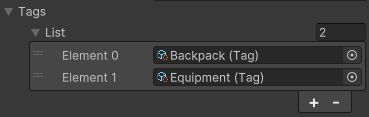 Tags
List 2
Element 0 Backpack (Tag)
Element 1 Equipment (Tag)
+ -